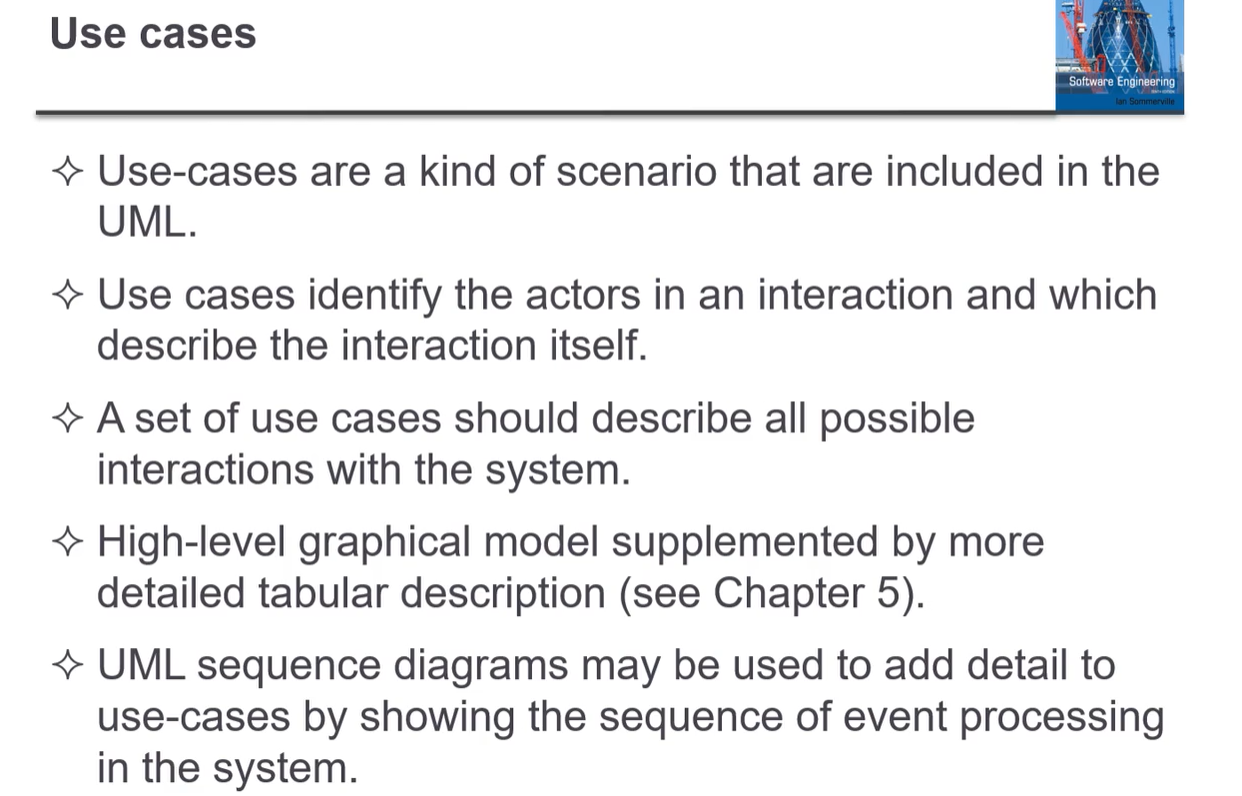 Use cases
Software Engineering
Ian Sommerville
✧ Use-cases are a kind of scenario that are included in the
UML.
✧ Use cases identify the actors in an interaction and which
describe the interaction itself.
✧ A set of use cases should describe all possible
interactions with the system.
✧ High-level graphical model supplemented by more
detailed tabular description (see Chapter 5).
✧ UML sequence diagrams may be used to add detail to
use-cases by showing the sequence of event processing
in the system.